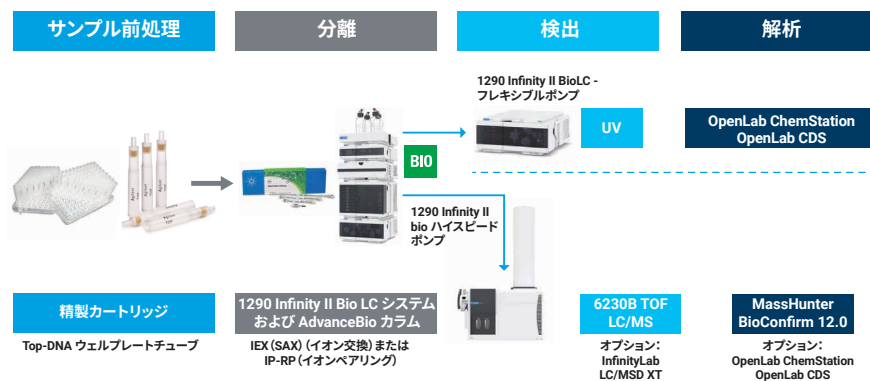 サンプル前処理
分離
検出
解析
1290 Infinity II BioLC -
フレキシブルポンプ
UV
OpenLab ChemStation
OpenLab CDS
BIO
1290 Infinity II
bio ハイスピード
ポンプ
Agilent
TOP
Agilent
TOP
精製カートリッジ
1290 Infinity II Bio LC システム
および AdvanceBio カラム
6230B TOF
LC/MS
MassHunter
BioConfirm 12.0
Top-DNA ウェルプレートチューブ
IEX（SAX）（イオン交換）または
IP-RP（イオンペアリング）
オプション：
InfinityLab
LC/MSD XT
オプション：
OpenLab ChemStation
OpenLab CDS